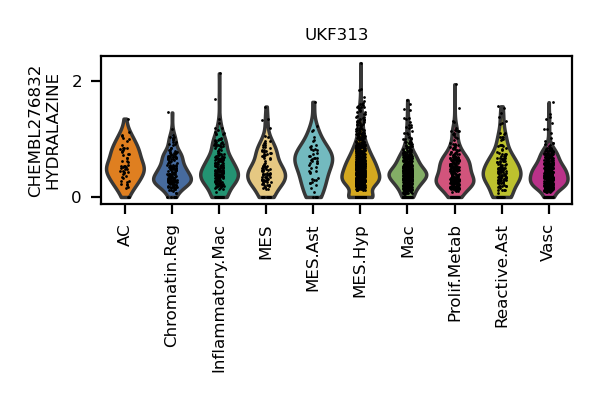 UKF313
CHEMBL276832
HYDRALAZINE
2
0
AC
Chromatin.Reg
Inflammatory.Mac
MES
MES.Ast
MES.Hyp
Mac
Prolif.Metab
Reactive.Ast
Vasc